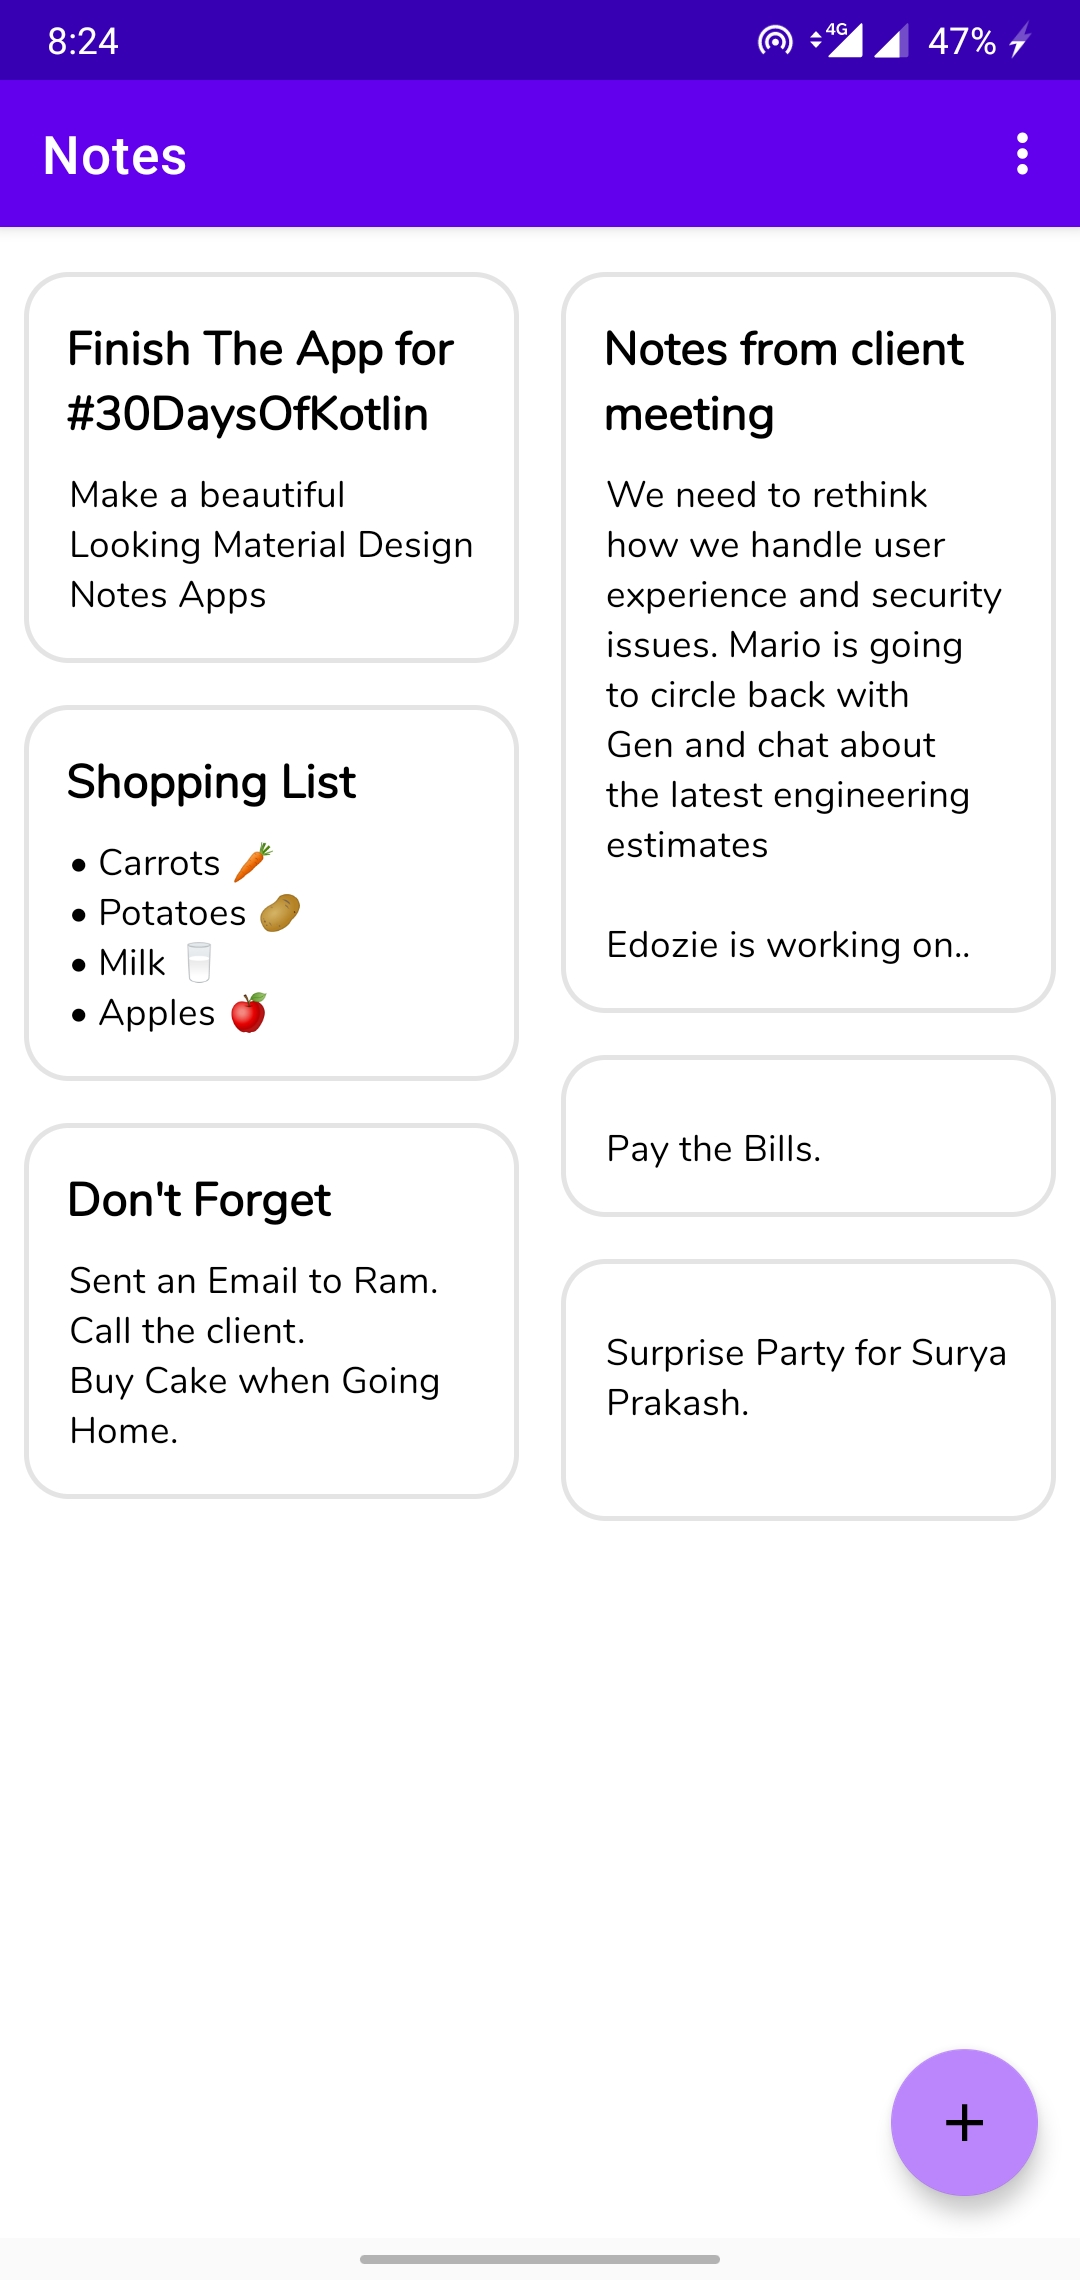 8:24
4G
47%
Notes
Finish The App for
#30DaysOfKotlin
Make a beautiful
Looking Material Design
Notes Apps
Shopping List
• Carrots 🥕
• Potatoes 🥔
• Milk 🥛
• Apples 🍎
Don't Forget
Sent an Email to Ram.
Call the client.
Buy Cake when Going
Home.
Notes from client
meeting
We need to rethink
how we handle user
experience and security
issues. Mario is going
to circle back with
Gen and chat about
the latest engineering
estimates
Edozie is working on..
Pay the Bills.
Surprise Party for Surya
Prakash.